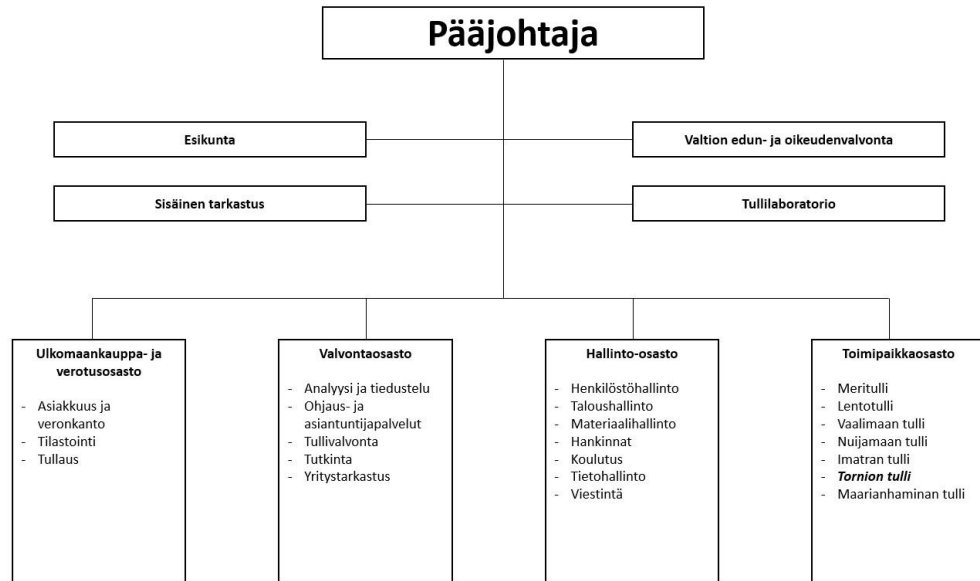 Pääjohtaja
Esikunta
Valtion edun- ja oikeudenvalvonta
Sisäinen tarkastus
Tullilaboratorio
Ulkomaankauppa- ja
verotusosasto
- Asiakkuus ja
veronkanto
- Tilastointi
- Tullaus
Valvontaosasto
- Analyysi ja tiedustelu
- Ohjaus- ja
asiantuntijapalvelut
- Tullivalvonta
- Tutkinta
- Yritystarkastus
Hallinto-osasto
- Henkilöstöhallinto
- Taloushallinto
- Materiaalihallinto
- Hankinnat
- Koulutus
- Tietohallinto
- Viestintä
Toimipaikkaosasto
- Meritulli
- Lentotulli
- Vaalimaan tulli
- Nuijamaan tulli
- Imatran tulli
- Tornion tulli
- Maarianhaminan tulli